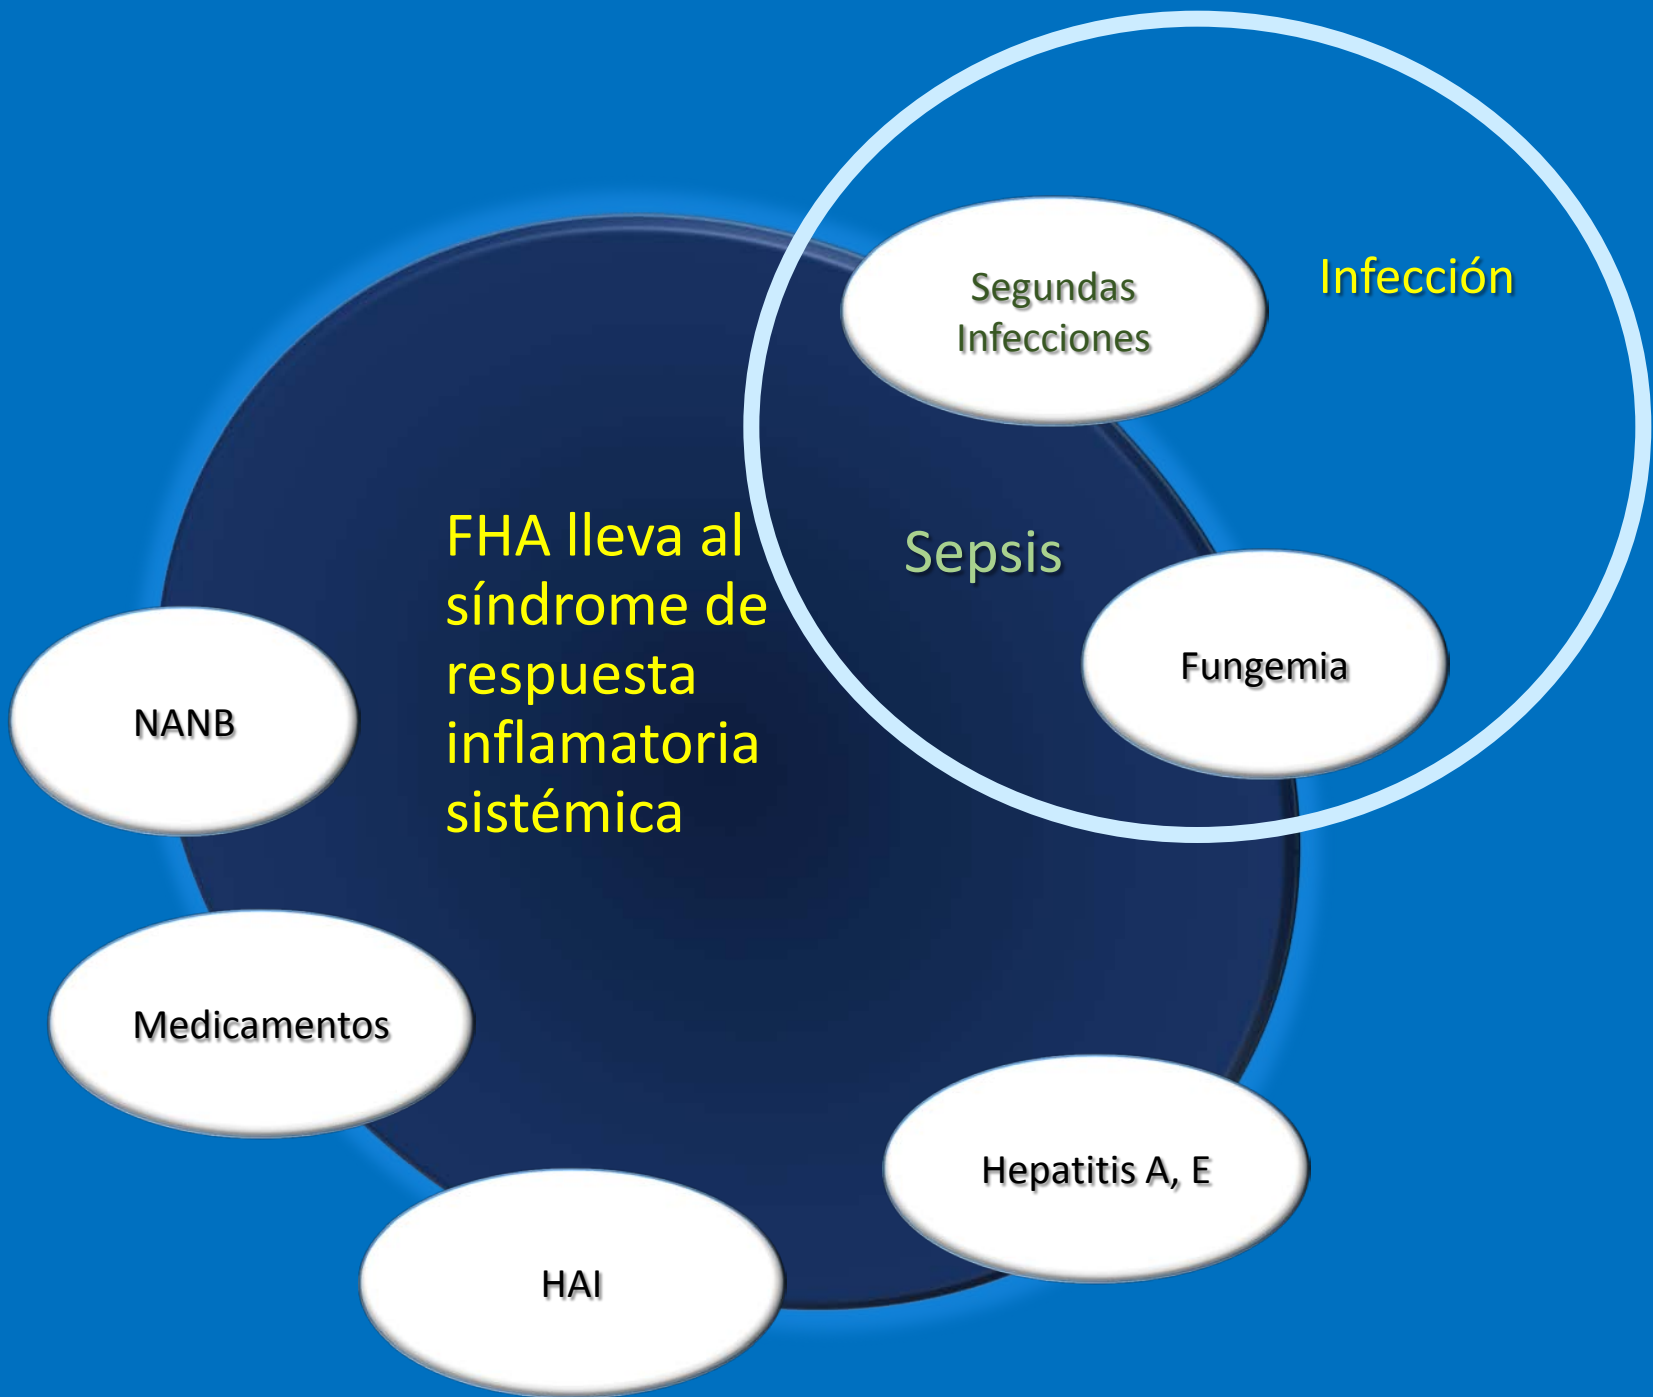 Segundas
Infecciones
Infección
FHA lleva al
síndrome de
respuesta
inflamatoria
sistémica
Sepsis
Fungemia
NANB
Medicamentos
Hepatitis A, E
HAI